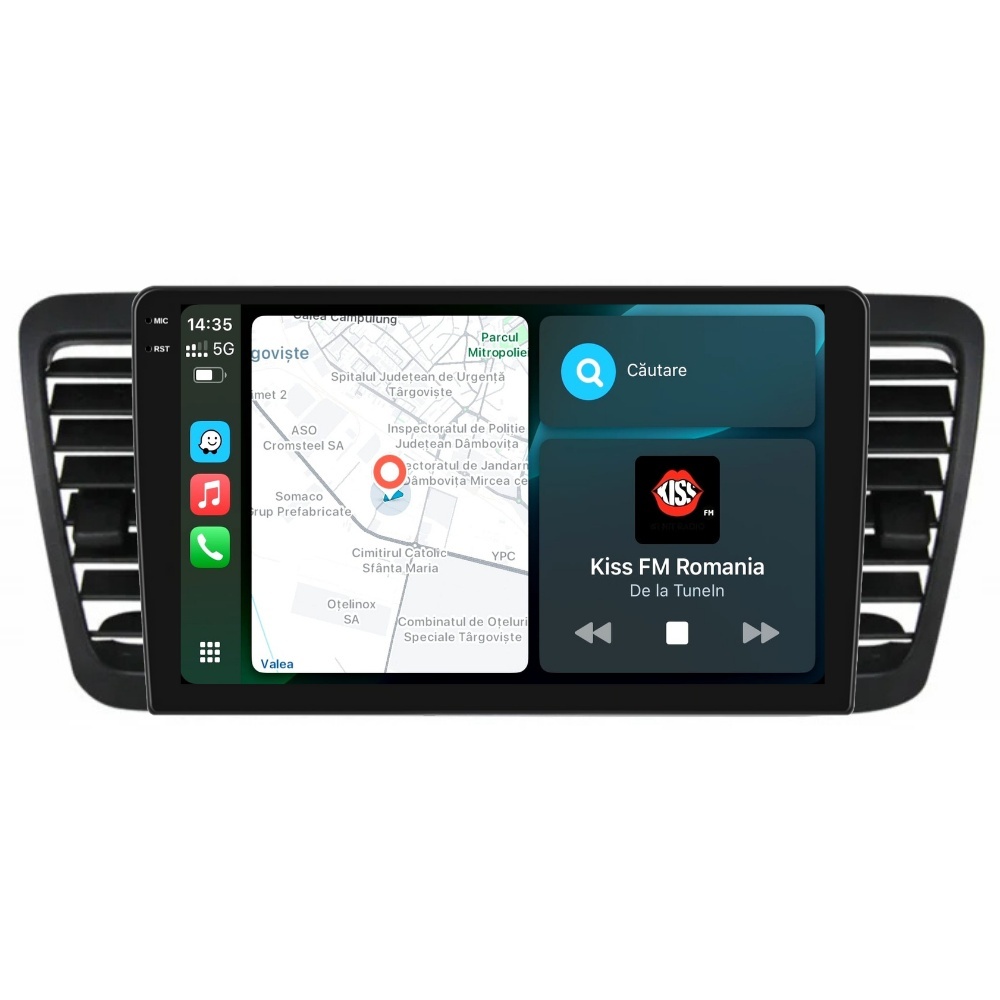 MIC
RST
14:35
5G
Calea Câmpulung
goviște
Parcul
Mitropolie
Spitalul Județean de Urgență
Târgoviște
imet 2
ASO
Cromsteel SA
Inspectoratul de Poliție
Județean Dâmbovița
ectoratul de Jandarm
Dâmbovița Mircea ce
Somaco
Grup Prefabricate
Cimitirul Catolic
Sfânta Maria
YPC
Oțelinox
SA
Combinatul de Oțeluri
Speciale Târgoviște
Valea
Căutare
KISS
FM
Kiss FM Romania
De la TuneIn